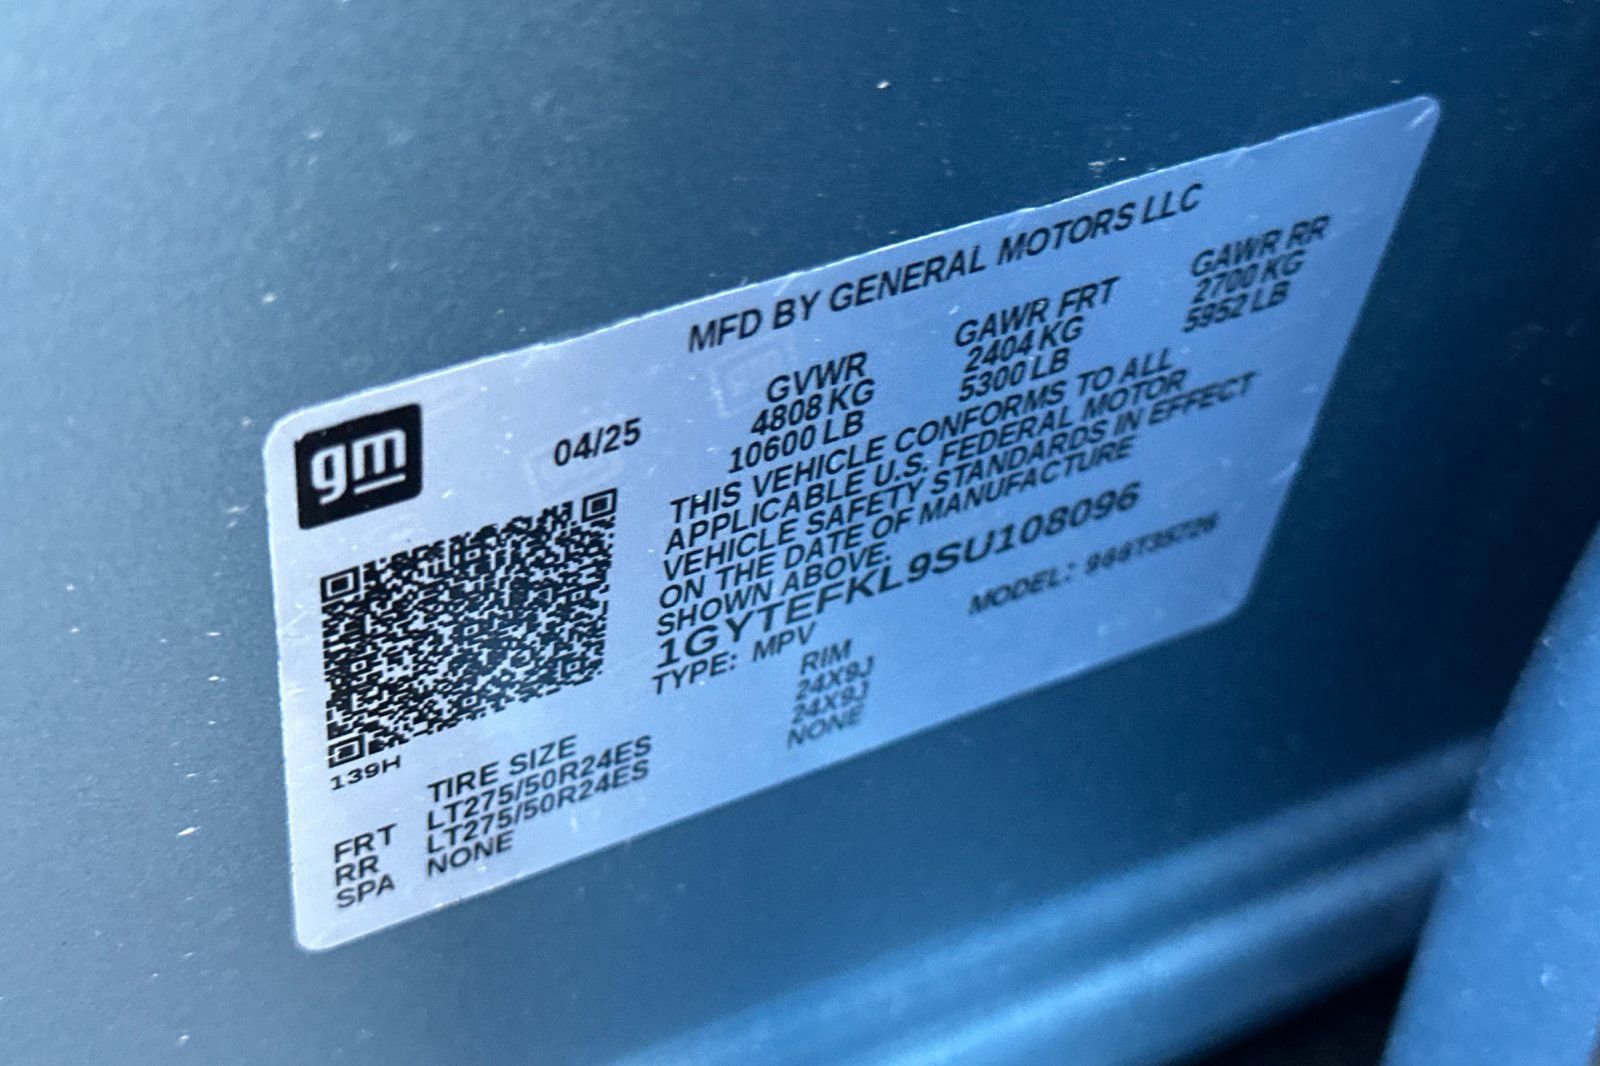 MFD BY GENERAL MOTORS LLC
gm
04/25
GVWR GAWR FRT GAWR RR
4808 KG 2404 KG 2700 KG
10600 LB 5300 LB 5952 LB
THIS VEHICLE CONFORMS TO ALL
APPLICABLE U.S. FEDERAL MOTOR
VEHICLE SAFETY STANDARDS IN EFFECT
ON THE DATE OF MANUFACTURE
SHOWN ABOVE.
1GYTEFKL9SU108096
TYPE: MPV MODEL:
139H
TIRE SIZE RIM
FRT LT275/50R24ES 24X9J
RR LT275/50R24ES 24X9J
SPA NONE NONE